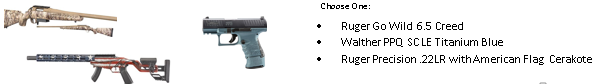 Choose One:
• Ruger Go Wild 6.5 Creed
• Walther PPQ SC LE Titanium Blue
• Ruger Precision .22LR with American Flag Cerakote